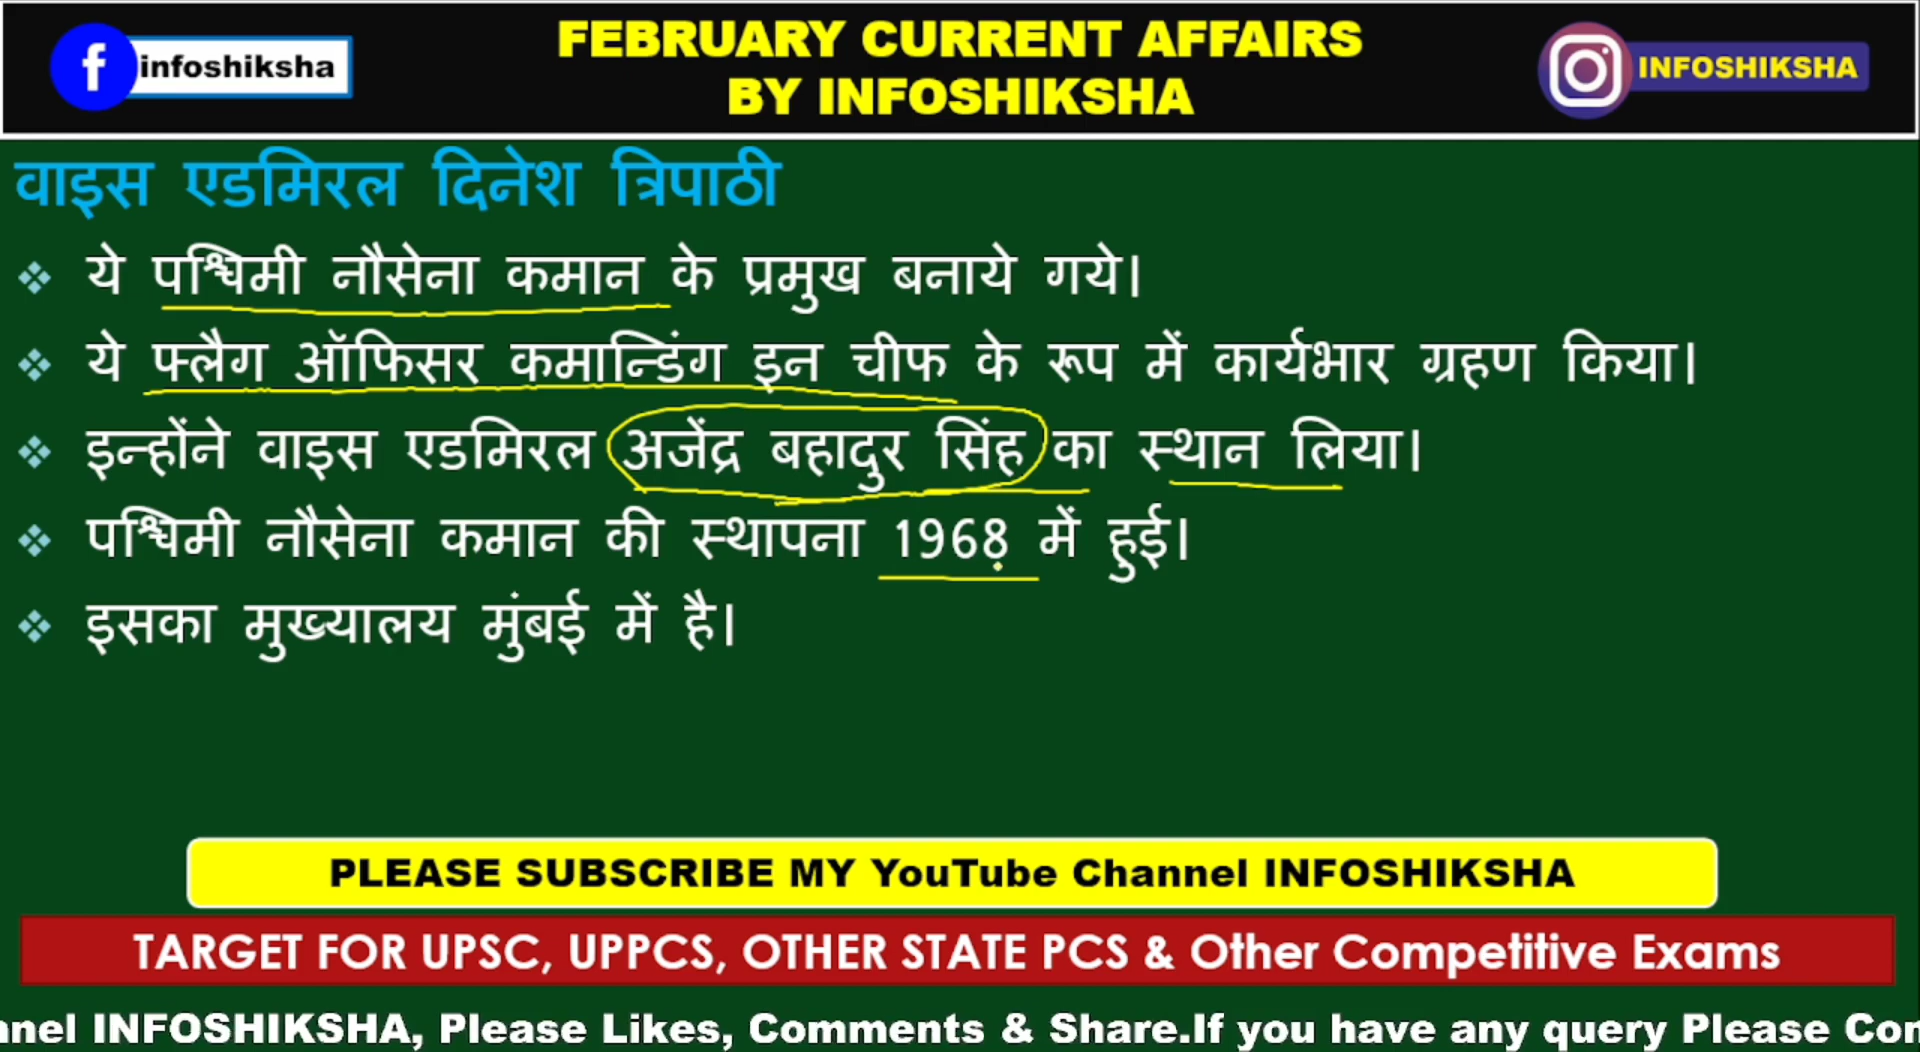 infoshiksha
FEBRUARY CURRENT AFFAIRS
BY INFOSHIKSHA
INFOSHIKSHA
वाइस एडमिरल दिनेश त्रिपाठी
❖ ये पश्चिमी नौसेना कमान के प्रमुख बनाये गये।
❖ ये फ्लैग ऑफिसर कमान्डिंग इन चीफ के रूप में कार्यभार ग्रहण किया।
❖ इन्होंने वाइस एडमिरल अजेंद्र बहादुर सिंह का स्थान लिया।
❖ पश्चिमी नौसेना कमान की स्थापना 1968 में हुई।
❖ इसका मुख्यालय मुंबई में है।
PLEASE SUBSCRIBE MY YouTube Channel INFOSHIKSHA
TARGET FOR UPSC, UPPCS, OTHER STATE PCS & Other Competitive Exams
nnel INFOSHIKSHA, Please Likes, Comments & Share.If you have any query Please Con